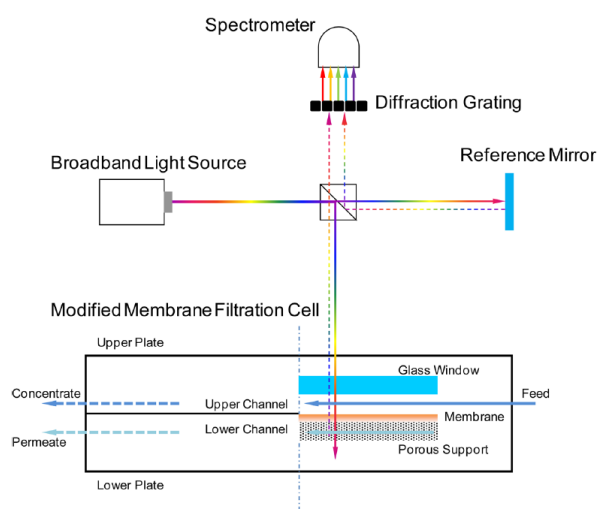 Spectrometer
Diffraction Grating
Broadband Light Source
Reference Mirror
Modified Membrane Filtration Cell
Upper Plate
Glass Window
Concentrate
Upper Channel
Feed
Membrane
Lower Channel
Permeate
Porous Support
Lower Plate